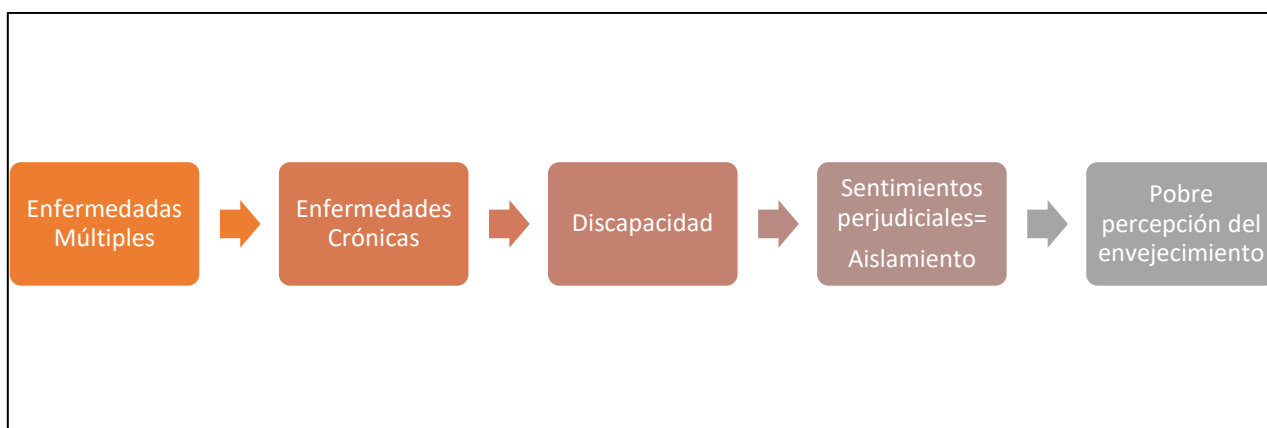 Enfermedadas
Múltiples
Enfermedades
Crónicas
Discapacidad
Sentimientos
perjudiciales=
Aislamiento
Pobre
percepción del
envejecimiento